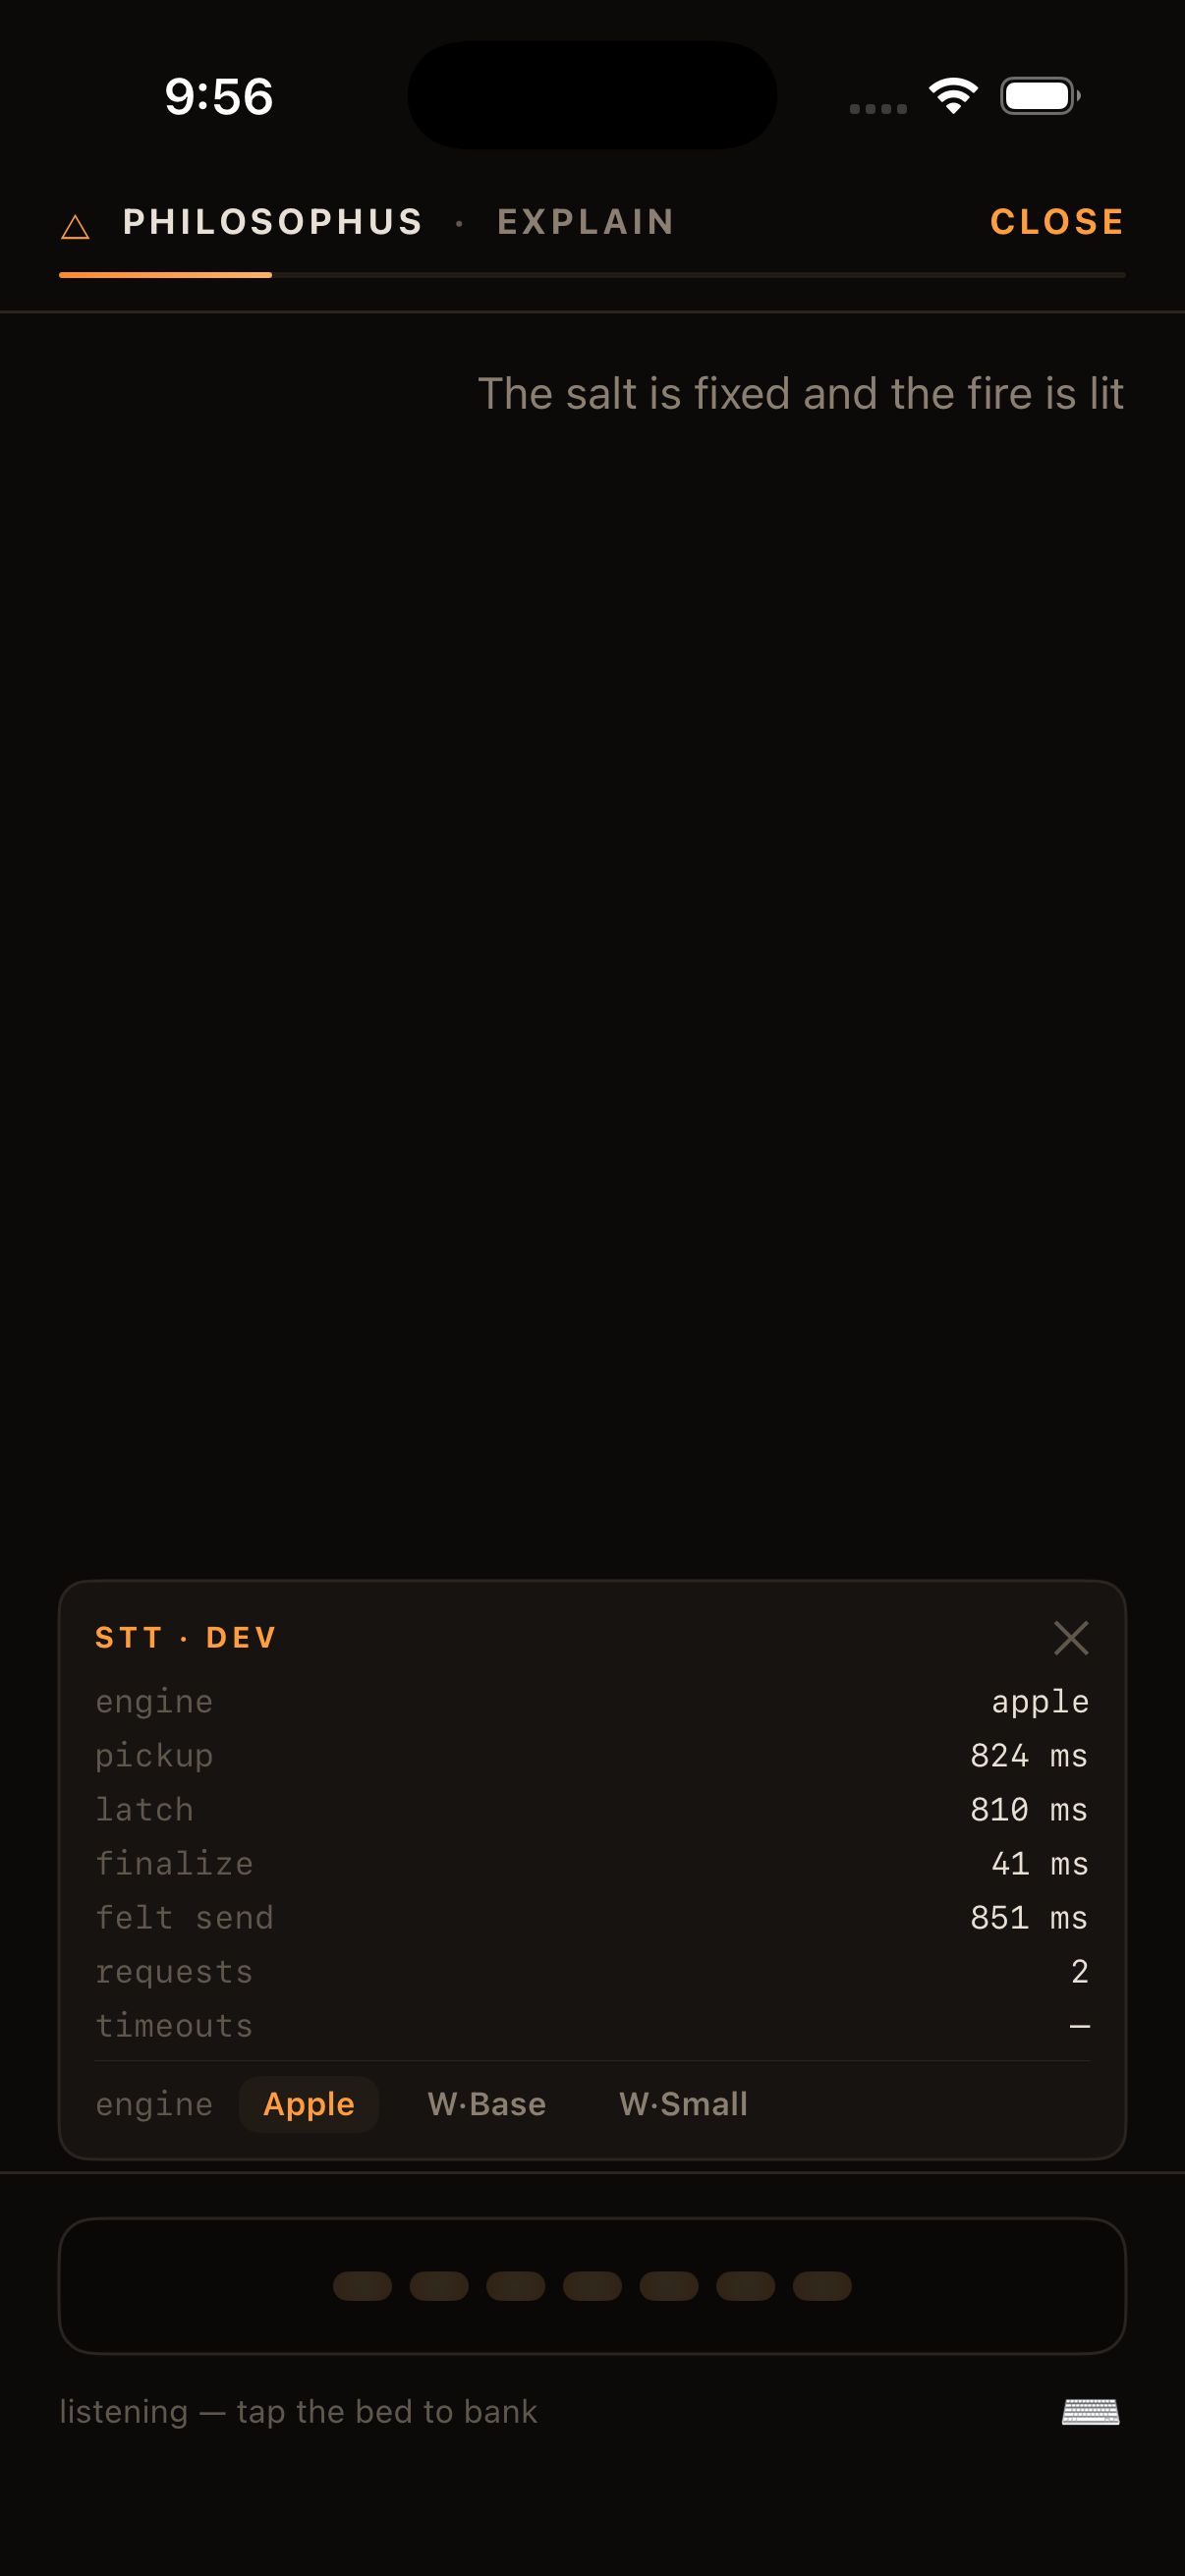 9:56
PHILOSOPHUS · EXPLAIN CLOSE
The salt is fixed and the fire is lit
STT · DEV
engine apple
pickup 824 ms
latch 810 ms
finalize 41 ms
felt send 851 ms
requests 2
timeouts —
engine Apple W·Base W·Small
listening — tap the bed to bank